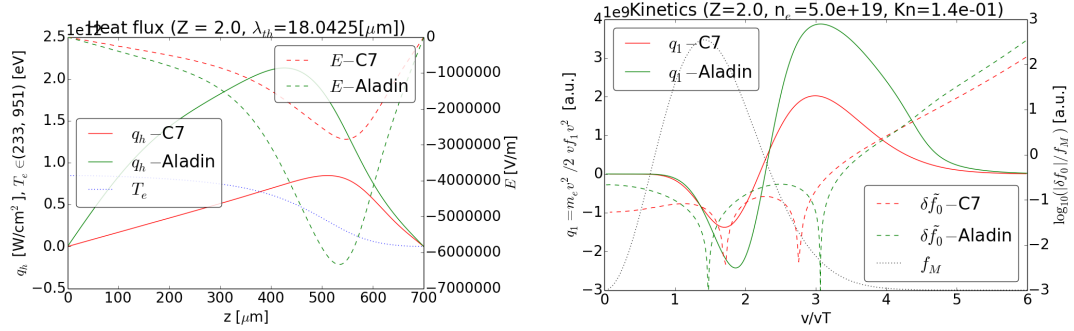 1e12
Heat flux (Z = 2.0, λth=18.0425[μm])
2.5
2.0
1.5
1.0
0.5
0.0
−0.5
qh [W/cm²], Te ∈(233, 951) [eV]
0
−1000000
−2000000
−3000000
−4000000
−5000000
−6000000
−7000000
E [V/m]
E−C7
E−Aladin
qh−C7
qh−Aladin
Te
0 100 200 300 400 500 600 700
z [μm]
1e9
Kinetics (Z=2.0, ne=5.0e+19, Kn=1.4e-01)
4
3
2
1
0
−1
−2
−3
q1=mev²/2 vf1v² [a.u.]
3
2
1
0
−1
−2
−3
log10(|δf̃0|/fM) [a.u.]
q1−C7
q1−Aladin
δf̃0−C7
δf̃0−Aladin
fM
0 1 2 3 4 5 6
v/vT